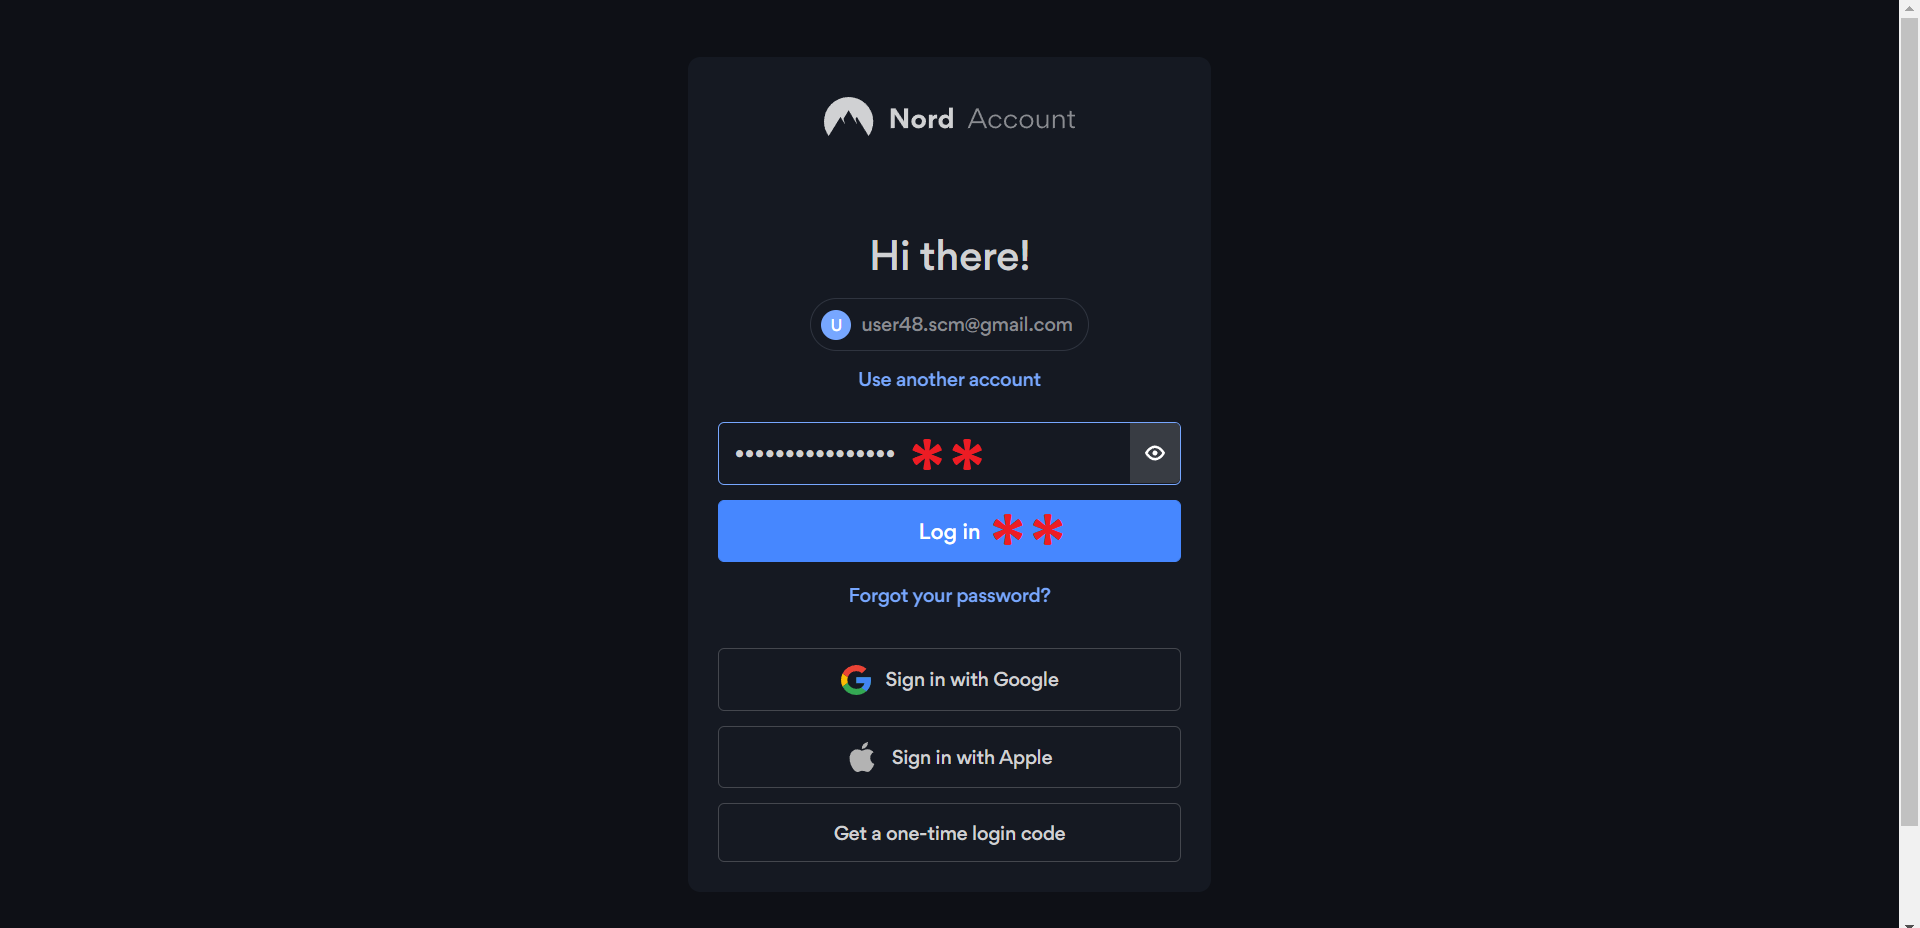 Nord Account
Hi there!
U user48.scm@gmail.com
Use another account
•••••••••••••••• * *
Log in * *
Forgot your password?
Sign in with Google
Sign in with Apple
Get a one-time login code